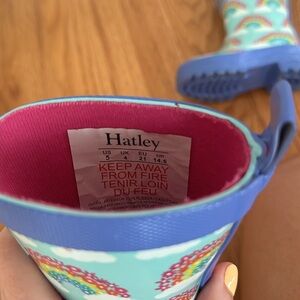 Hatley
US UK EU cm
5 4 21 14.5
KEEP AWAY
FROM FIRE
TENIR LOIN
DU FEU